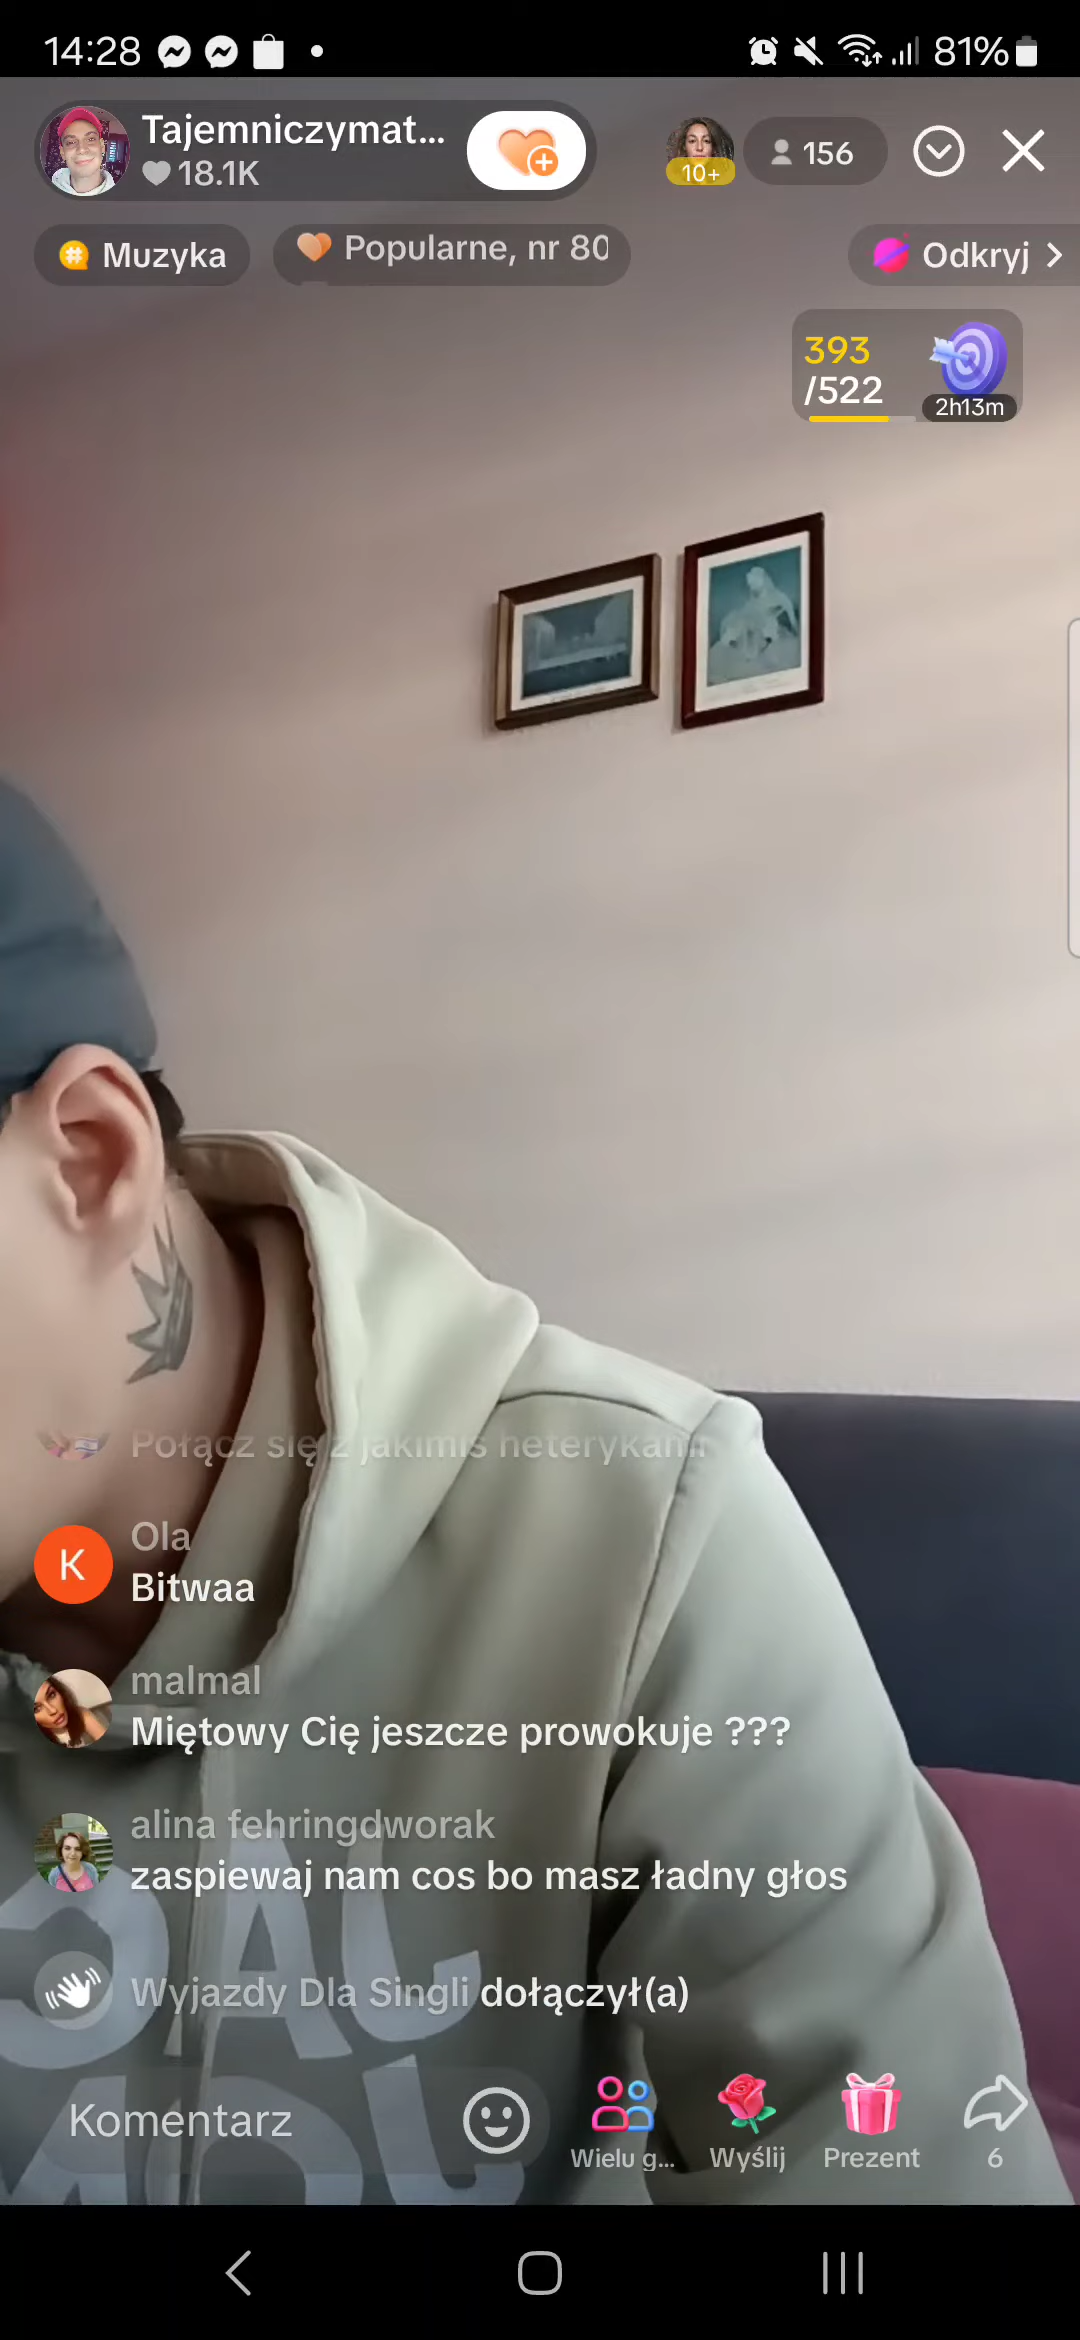 14:28
81%
Tajemniczymat...
18.1K
10+
156
Muzyka
Popularne, nr 80
Odkryj
393
/522
2h13m
Połącz się z jakimiś heterykami
K
Ola
Bitwaa
malmal
Miętowy Cię jeszcze prowokuje ???
alina fehringdworak
zaspiewaj nam cos bo masz ładny głos
Wyjazdy Dla Singli dołączył(a)
Komentarz
Wielu g...
Wyślij
Prezent
6